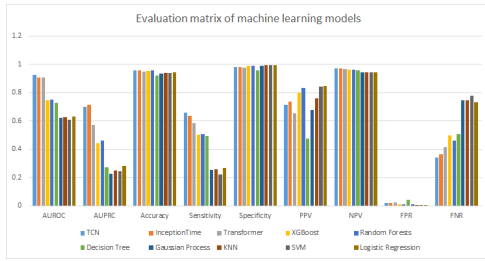 Evaluation matrix of machine learning models
1.2
1
0.8
0.6
0.4
0.2
0
AUROC AUPRC Accuracy Sensitivity Specificity PPV NPV FPR FNR
TCN InceptionTime Transformer XGBoost Random Forests
Decision Tree Gaussian Process KNN SVM Logistic Regression